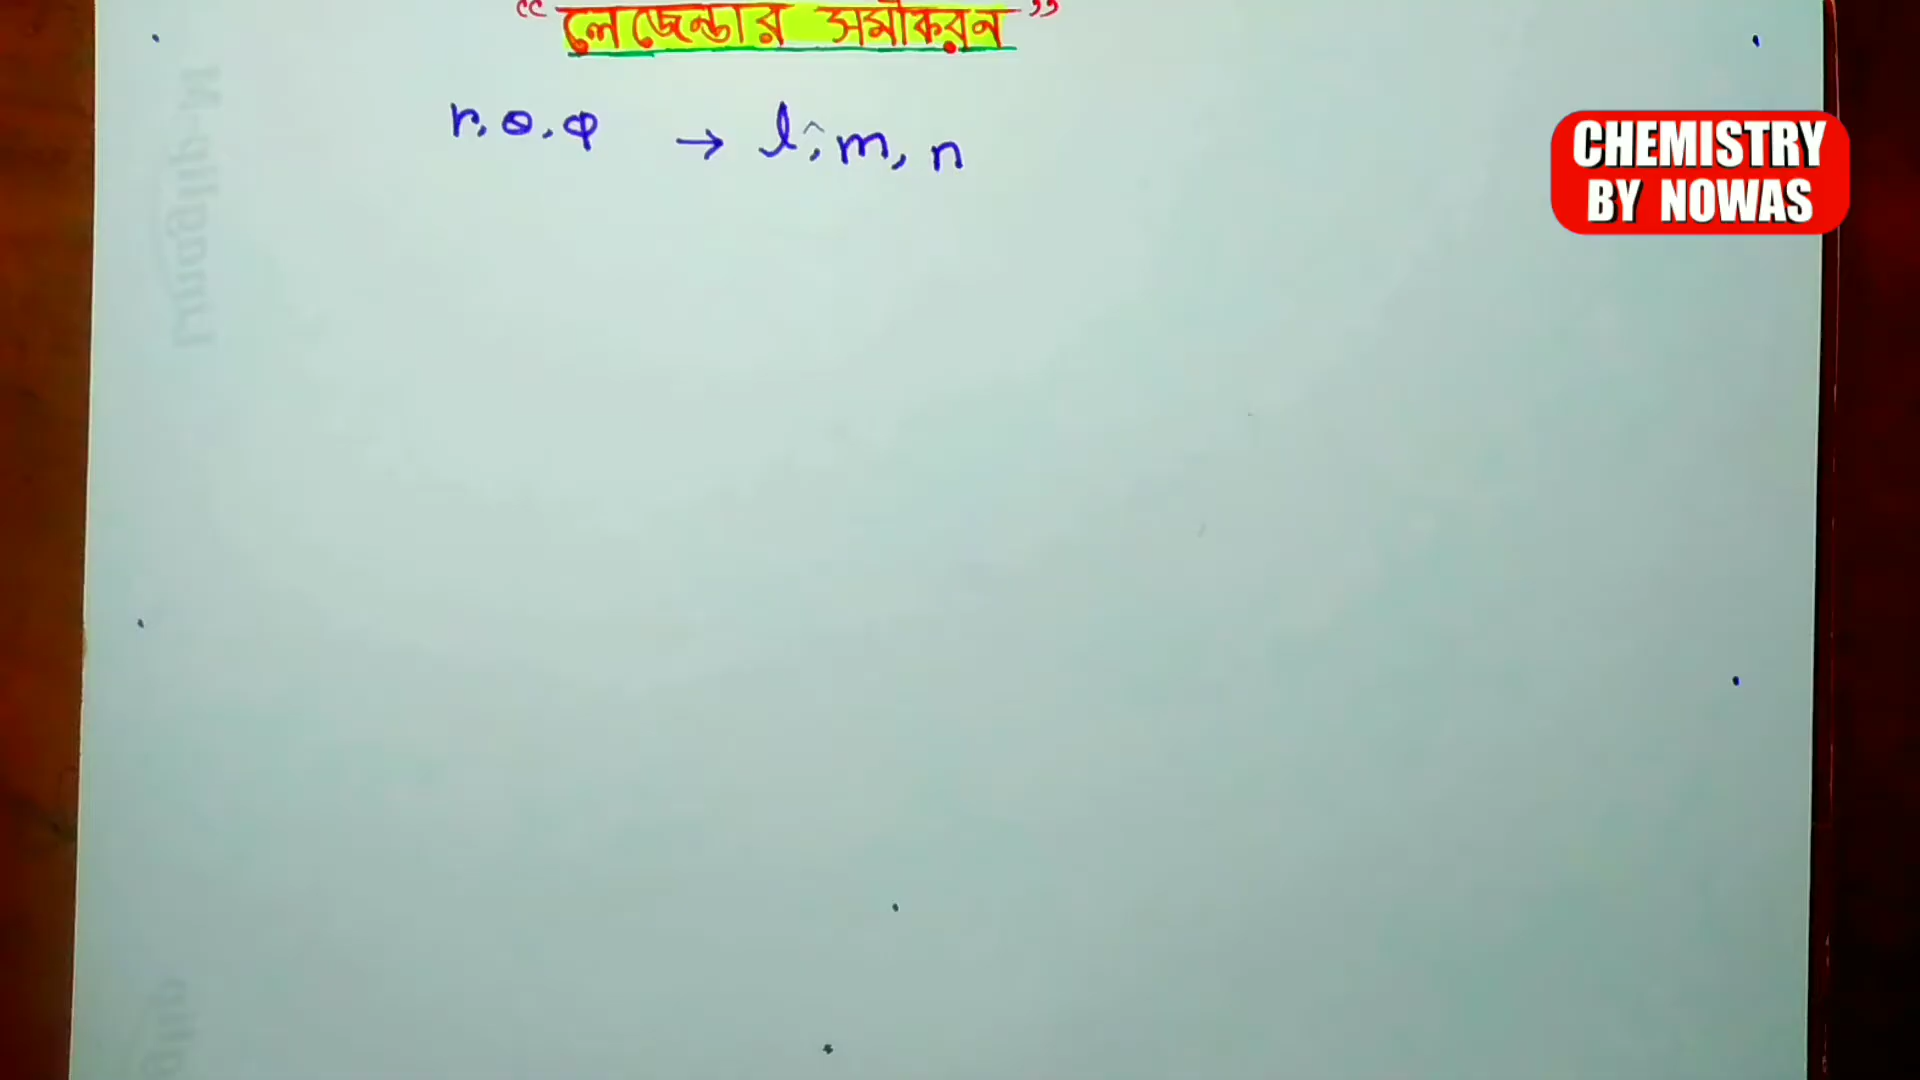 “লেজেন্ডার সমীকরন”
r, θ, φ → l, m, n
CHEMISTRY
BY NOWAS